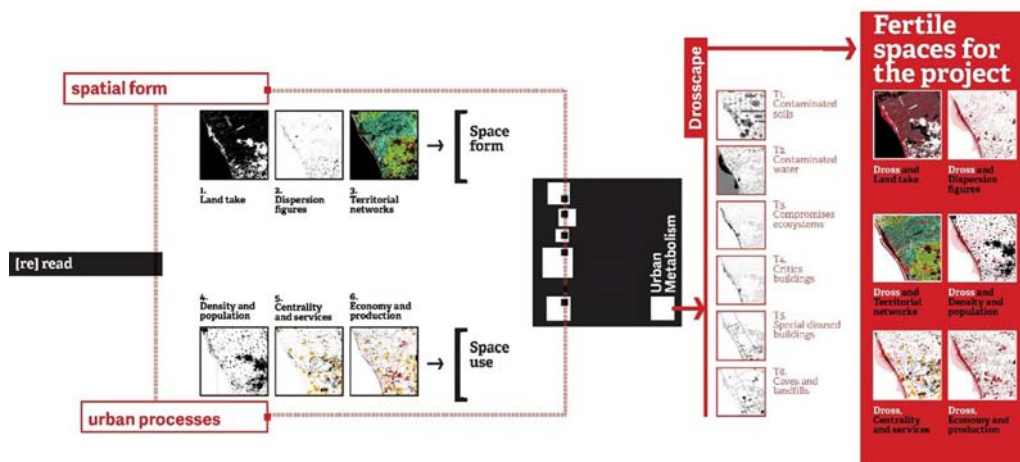 spatial form
1.
Land take
2.
Dispersion
figures
3.
Territorial
networks
Space
form
[re] read
4.
Density and
population
5.
Centrality
and services
6.
Economy and
production
Space
use
urban processes
Urban
Metabolism
Drosscape
T1.
Contaminated
soils
T2.
Contaminated
water
T3.
Compromises
ecosystems
T4.
Critics
buildings
T5.
Special disused
buildings
T6.
Caves and
landfills
Fertile
spaces for
the project
Dross and
Land take
Dross and
Dispersion
figures
Dross and
Territorial
networks
Dross and
Density and
population
Dross,
Centrality
and services
Dross,
Economy and
production